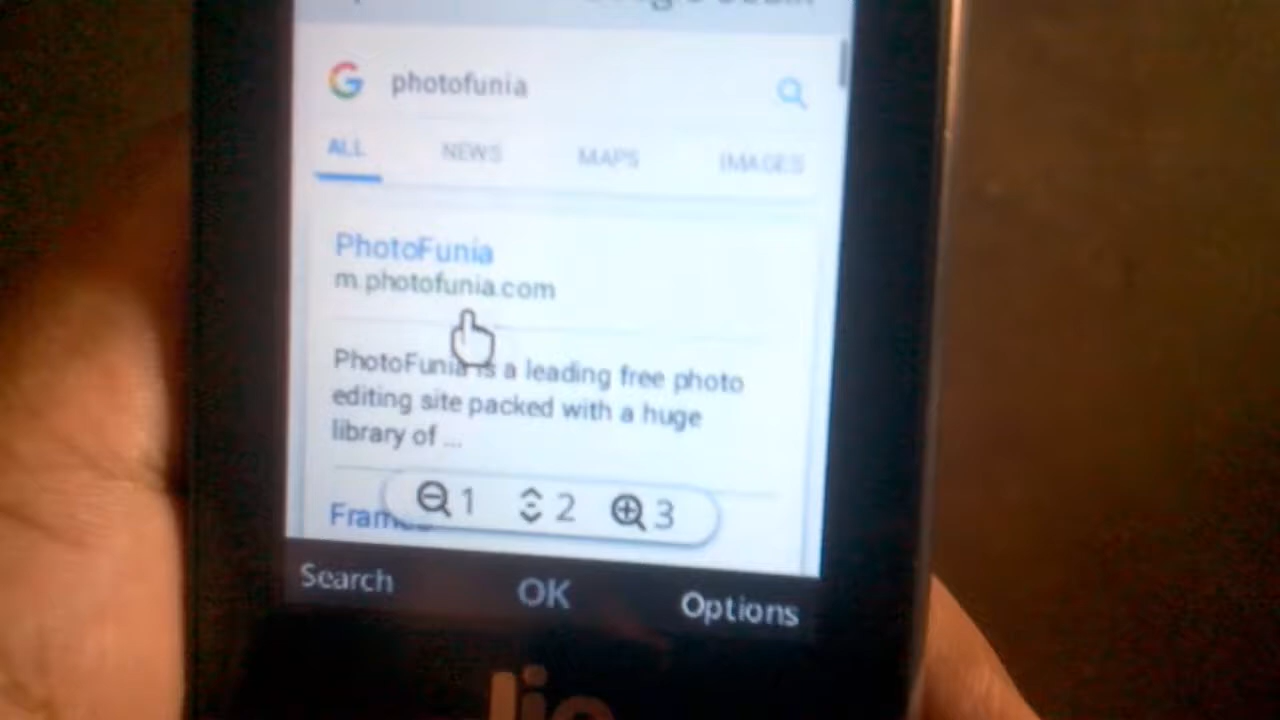 photofunia
ALL NEWS MAPS IMAGES
PhotoFunia
m.photofunia.com
PhotoFunia is a leading free photo
editing site packed with a huge
library of ...
1 2 3
Search OK Options
Jio